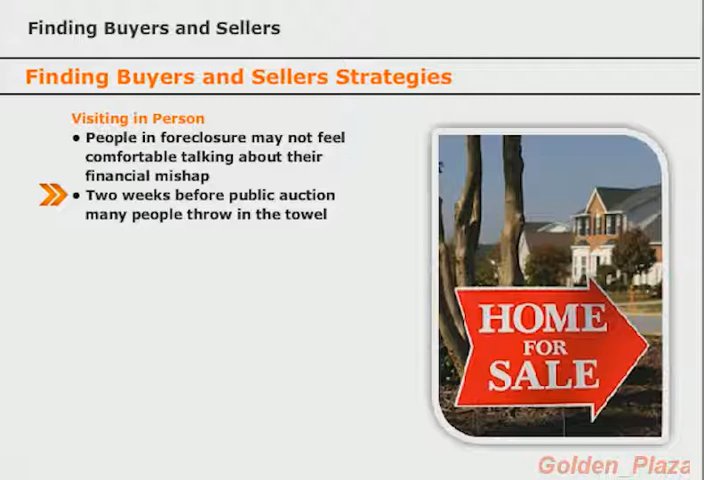 Finding Buyers and Sellers
Finding Buyers and Sellers Strategies
Visiting in Person
● People in foreclosure may not feel
comfortable talking about their
financial mishap
● Two weeks before public auction
many people throw in the towel
HOME
FOR
SALE
Golden_Plaza